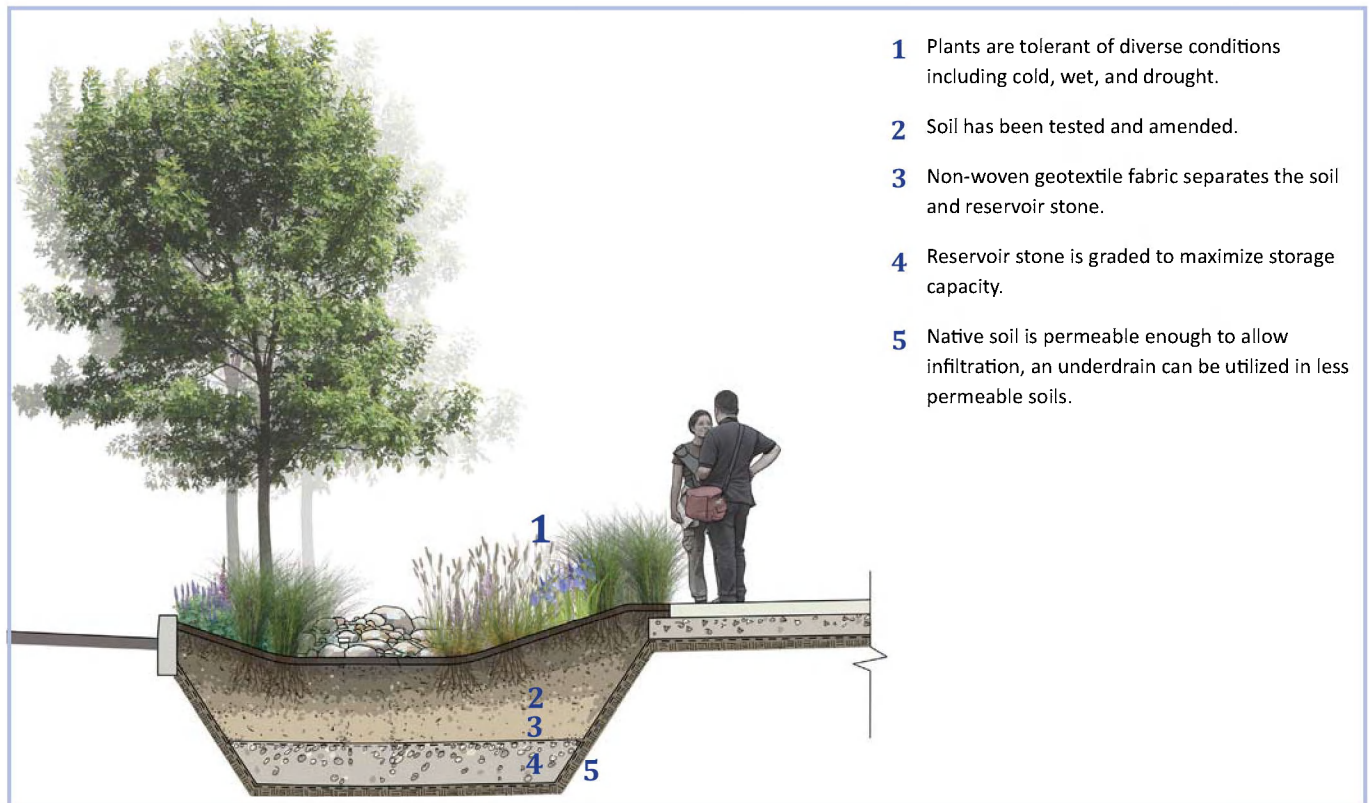 1 Plants are tolerant of diverse conditions
including cold, wet, and drought.
2 Soil has been tested and amended.
3 Non-woven geotextile fabric separates the soil
and reservoir stone.
4 Reservoir stone is graded to maximize storage
capacity.
5 Native soil is permeable enough to allow
infiltration, an underdrain can be utilized in less
permeable soils.
1
2
3
4
5